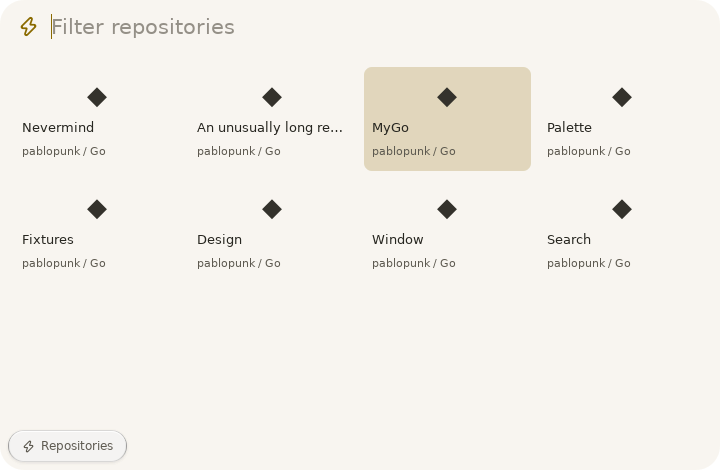 Filter repositories
Nevermind
pablopunk / Go
An unusually long re…
pablopunk / Go
MyGo
pablopunk / Go
Palette
pablopunk / Go
Fixtures
pablopunk / Go
Design
pablopunk / Go
Window
pablopunk / Go
Search
pablopunk / Go
Repositories